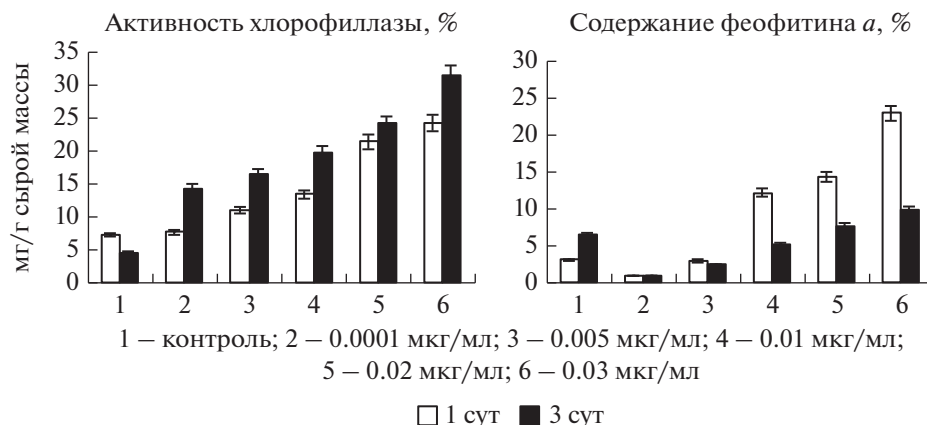 Активность хлорофиллазы, %
Содержание феофитина a, %
мг/г сырой массы
35
30
25
20
15
10
5
0
1 2 3 4 5 6
30
25
20
15
10
5
0
1 2 3 4 5 6
1 – контроль; 2 – 0.0001 мкг/мл; 3 – 0.005 мкг/мл; 4 – 0.01 мкг/мл;
5 – 0.02 мкг/мл; 6 – 0.03 мкг/мл
1 сут 3 сут